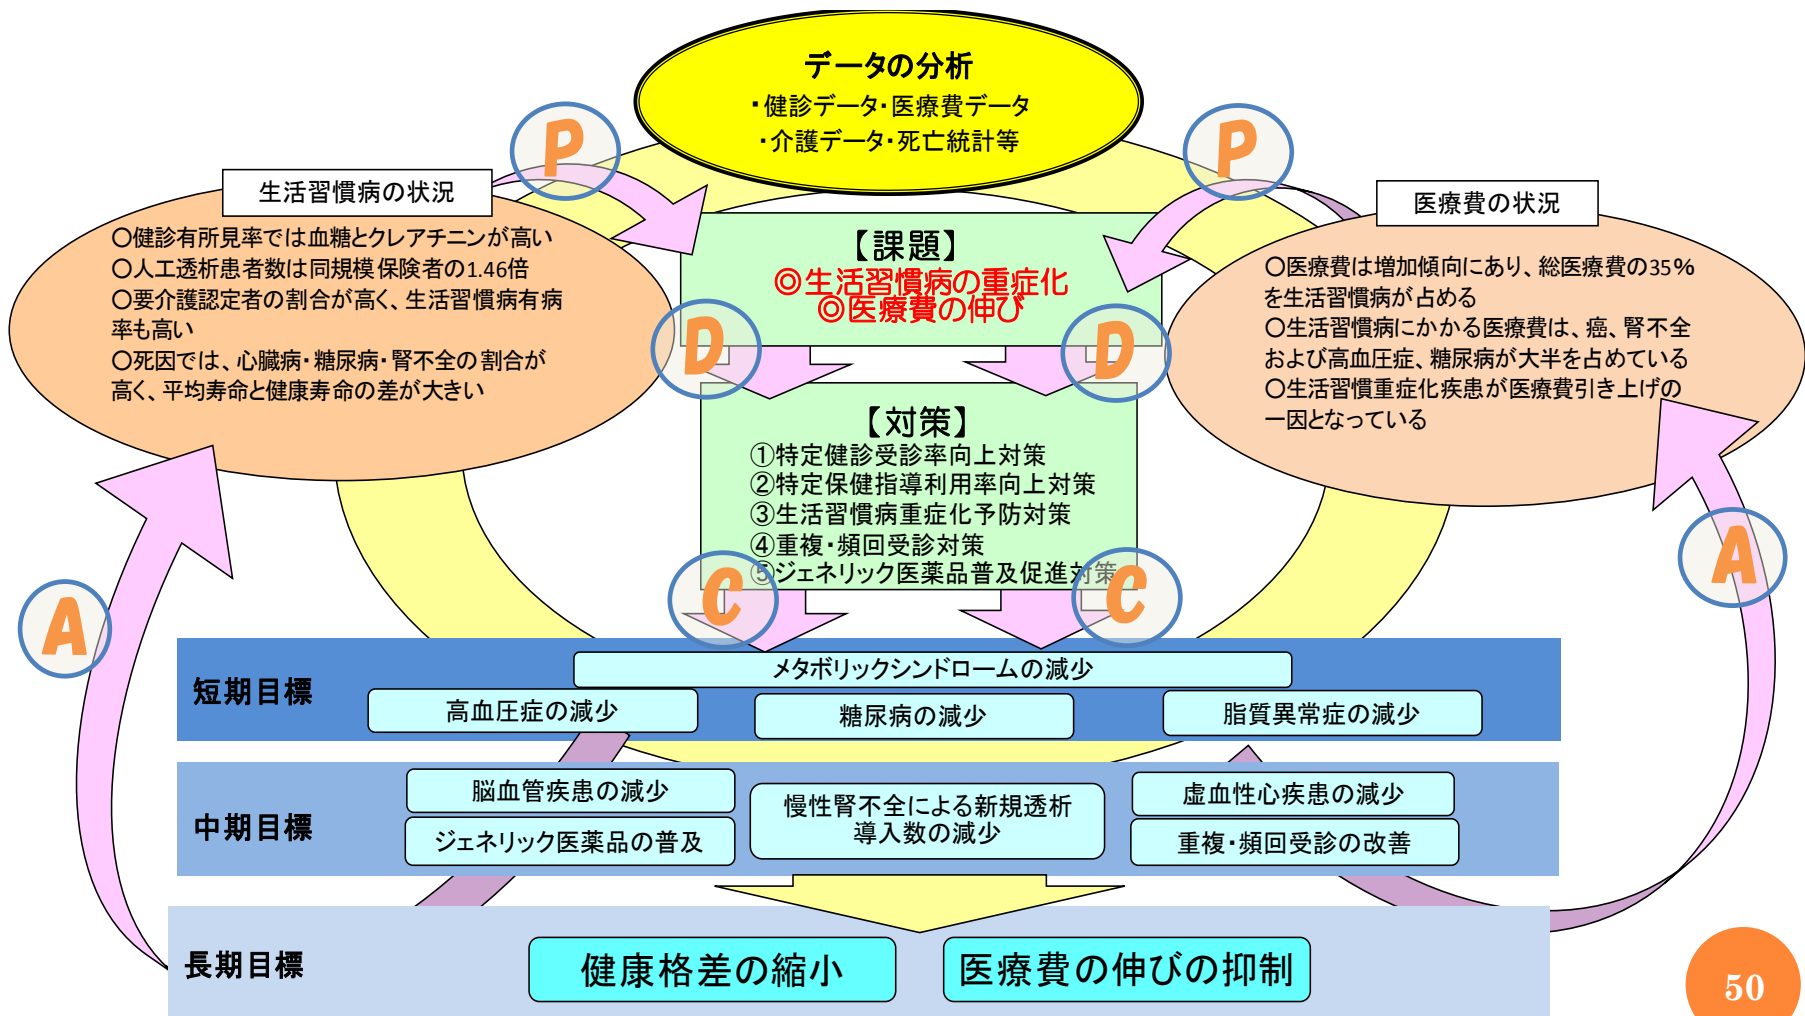 データの分析
・健診データ・医療費データ
・介護データ・死亡統計等
P
P
生活習慣病の状況
〇健診有所見率では血糖とクレアチニンが高い
〇人工透析患者数は同規模保険者の1.46倍
〇要介護認定者の割合が高く、生活習慣病有病
率も高い
〇死因では、心臓病・糖尿病・腎不全の割合が
高く、平均寿命と健康寿命の差が大きい
医療費の状況
〇医療費は増加傾向にあり、総医療費の35%
を生活習慣病が占める
〇生活習慣病にかかる医療費は、癌、腎不全
および高血圧症、糖尿病が大半を占めている
〇生活習慣重症化疾患が医療費引き上げの
一因となっている
【課題】
◎生活習慣病の重症化
◎医療費の伸び
D
D
【対策】
①特定健診受診率向上対策
②特定保健指導利用率向上対策
③生活習慣病重症化予防対策
④重複・頻回受診対策
⑤ジェネリック医薬品普及促進対策
C
C
A
A
短期目標
メタボリックシンドロームの減少
高血圧症の減少
糖尿病の減少
脂質異常症の減少
中期目標
脳血管疾患の減少
ジェネリック医薬品の普及
慢性腎不全による新規透析
導入数の減少
虚血性心疾患の減少
重複・頻回受診の改善
長期目標
健康格差の縮小
医療費の伸びの抑制
50